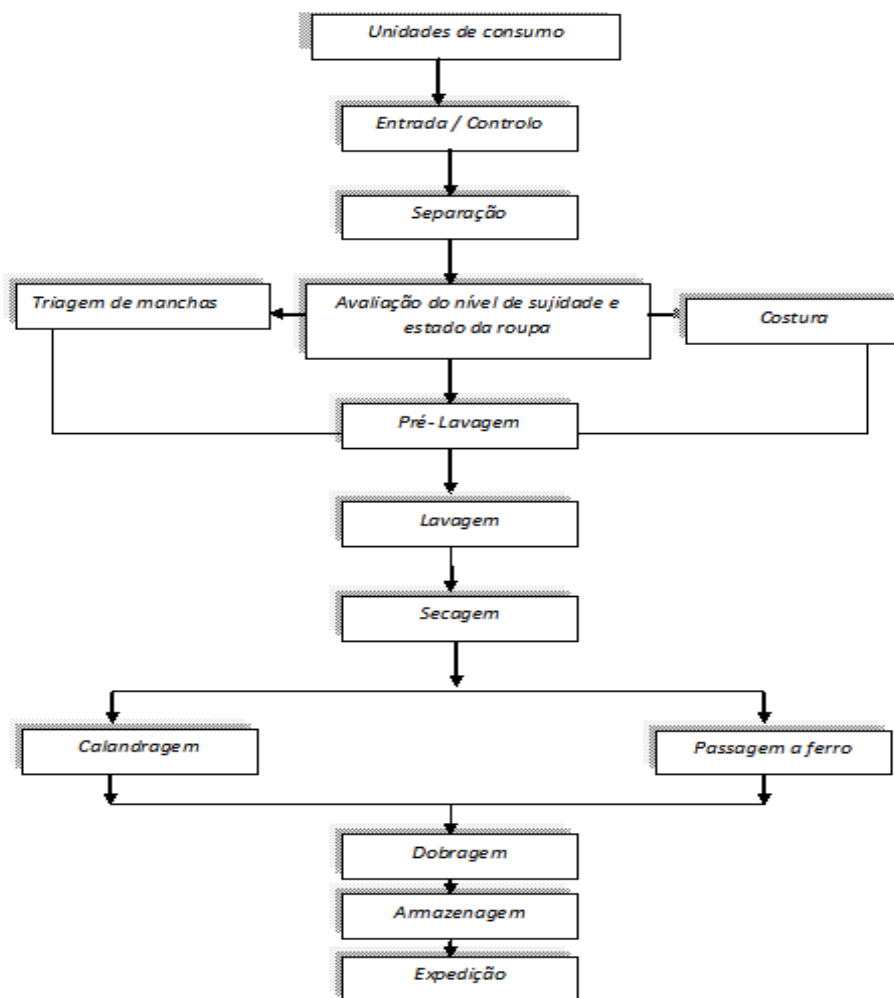 Unidades de consumo
Entrada / Controlo
Separação
Triagem de manchas
Avaliação do nível de sujidade e
estado da roupa
Costura
Pré- Lavagem
Lavagem
Secagem
Calandragem
Passagem a ferro
Dobragem
Armazenagem
Expedição